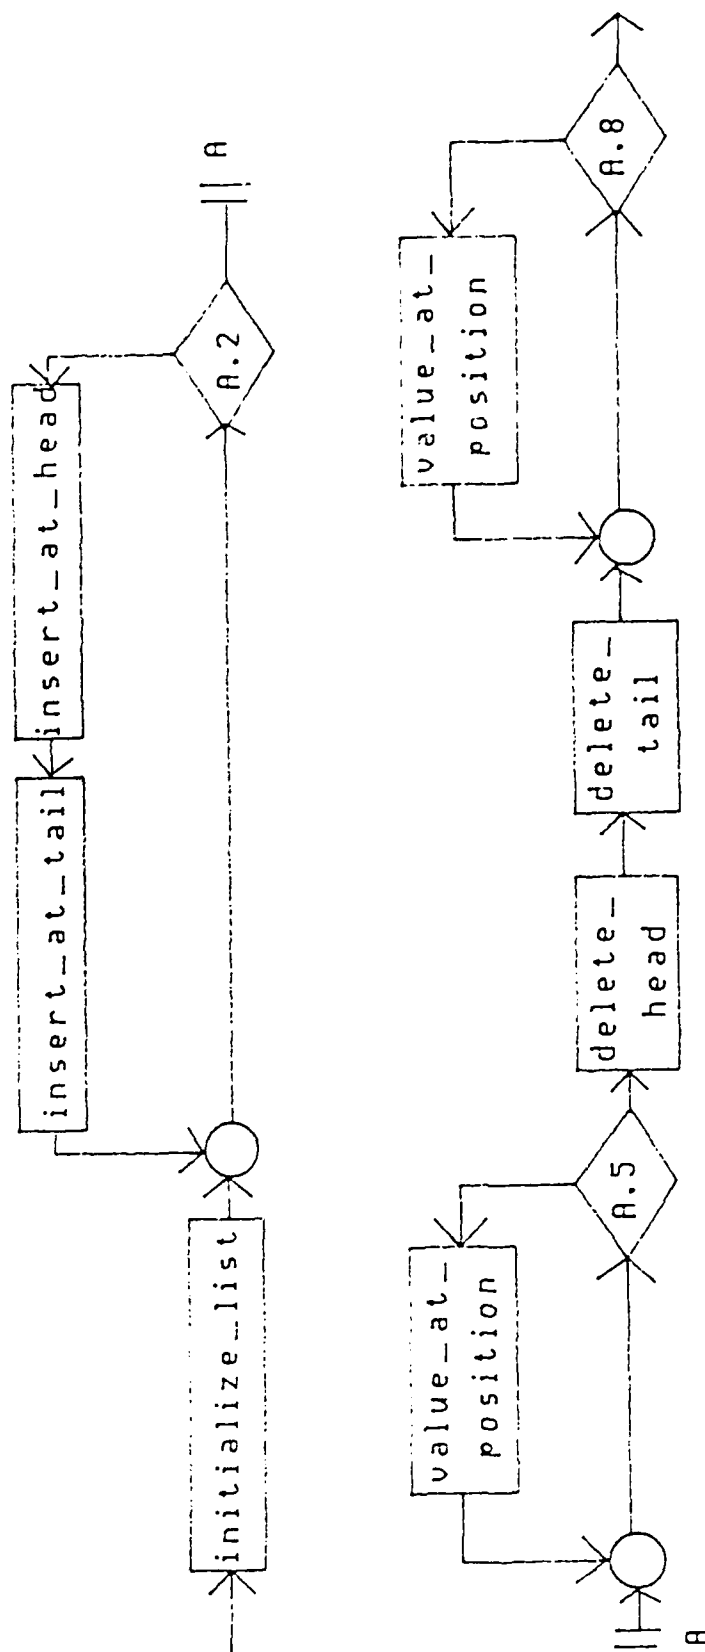 initialize_list
insert_at_tail
insert_at_head
A.2
A
A
value_at_
position
A.5
delete_
head
delete_
tail
value_at_
position
A.8